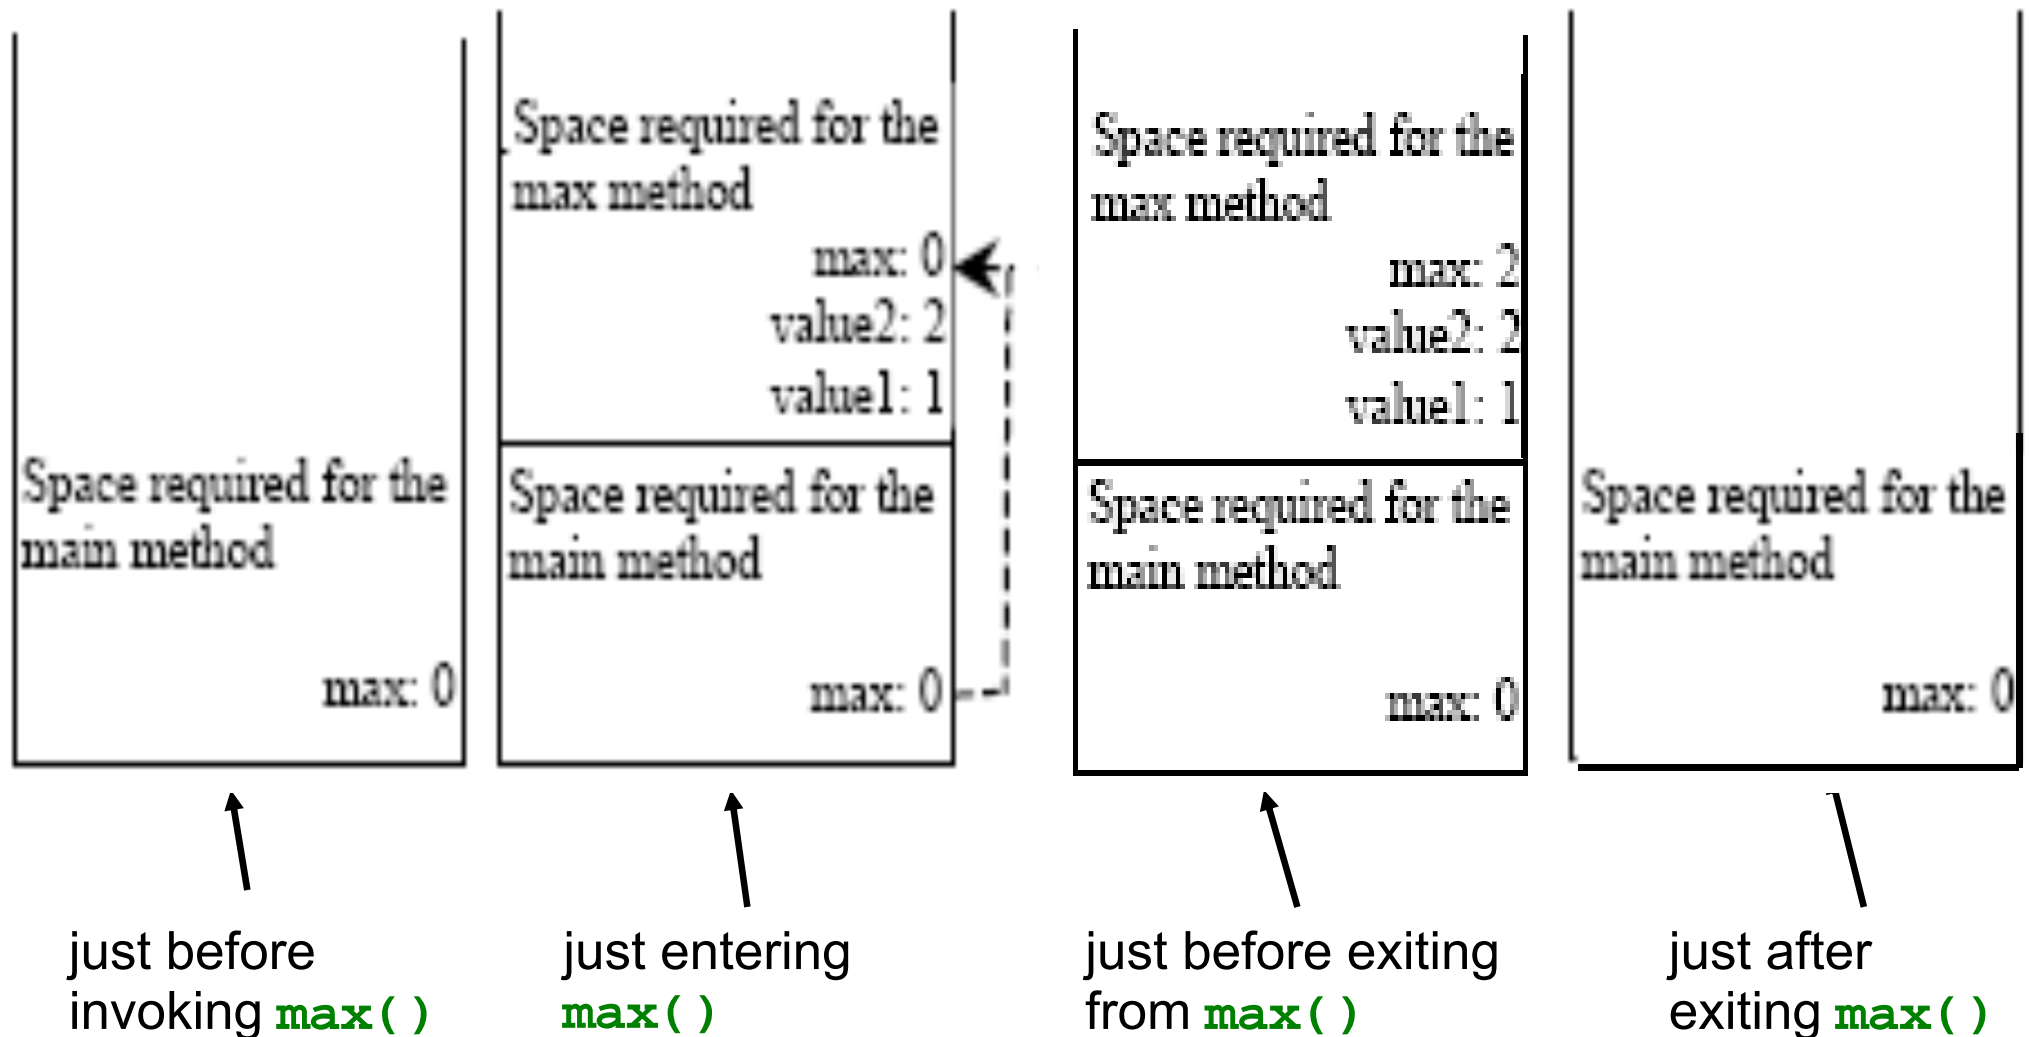 Space required for the
main method
max: 0
just before
invoking max()
Space required for the
max method
max: 0
value2: 2
value1: 1
Space required for the
main method
max: 0
just entering
max()
Space required for the
max method
max: 2
value2: 2
value1: 1
Space required for the
main method
max: 0
just before exiting
from max()
Space required for the
main method
max: 0
just after
exiting max()